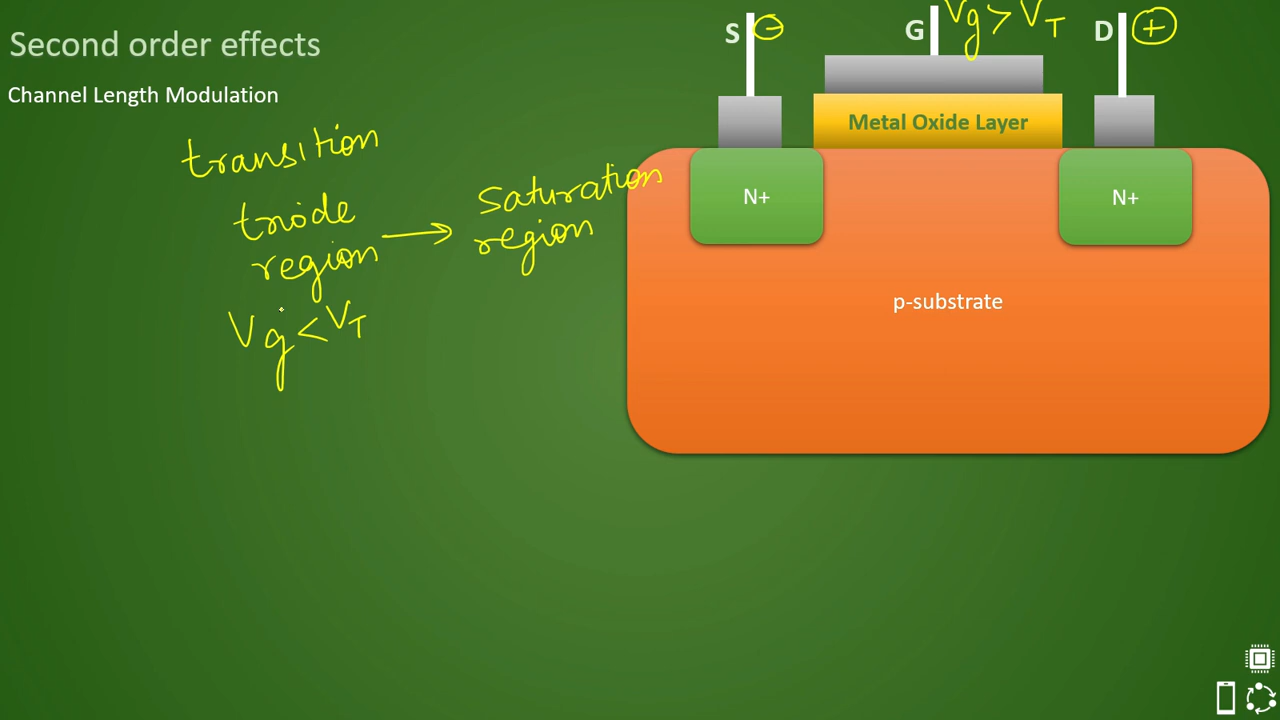 Second order effects
Channel Length Modulation
transition
triode region → saturation region
Vg < VT
S ⊖
G Vg > VT
D ⊕
Metal Oxide Layer
N+
N+
p-substrate